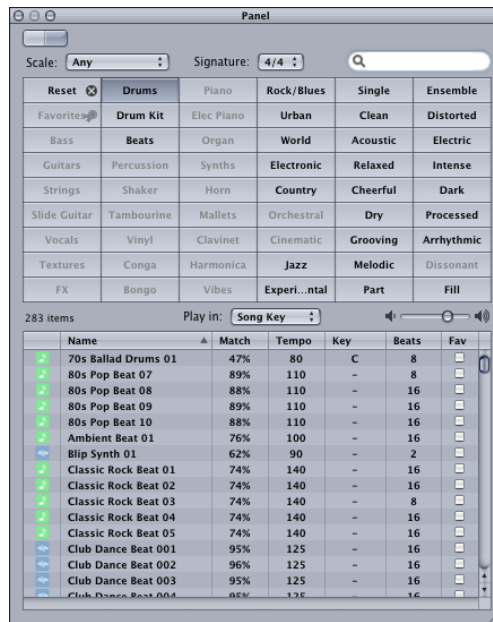 Panel
Scale: Any Signature: 4/4
Reset Drums Piano Rock/Blues Single Ensemble
Favorites Drum Kit Elec Piano Urban Clean Distorted
Bass Beats Organ World Acoustic Electric
Guitars Percussion Synths Electronic Relaxed Intense
Strings Shaker Horn Country Cheerful Dark
Slide Guitar Tambourine Mallets Orchestral Dry Processed
Vocals Vinyl Clavinet Cinematic Grooving Arrhythmic
Textures Conga Harmonica Jazz Melodic Dissonant
FX Bongo Vibes Experi...ntal Part Fill
283 items Play in: Song Key
Name Match Tempo Key Beats Fav
70s Ballad Drums 01 47% 80 C 8
80s Pop Beat 07 89% 110 – 8
80s Pop Beat 08 88% 110 – 16
80s Pop Beat 09 89% 110 – 16
80s Pop Beat 10 88% 110 – 16
Ambient Beat 01 76% 100 – 16
Blip Synth 01 62% 90 – 2
Classic Rock Beat 01 74% 140 – 16
Classic Rock Beat 02 74% 140 – 16
Classic Rock Beat 03 74% 140 – 8
Classic Rock Beat 04 74% 140 – 16
Classic Rock Beat 05 74% 140 – 16
Club Dance Beat 001 95% 125 – 16
Club Dance Beat 002 96% 125 – 16
Club Dance Beat 003 95% 125 – 16
Club Dance Beat 004 95% 125 – 16